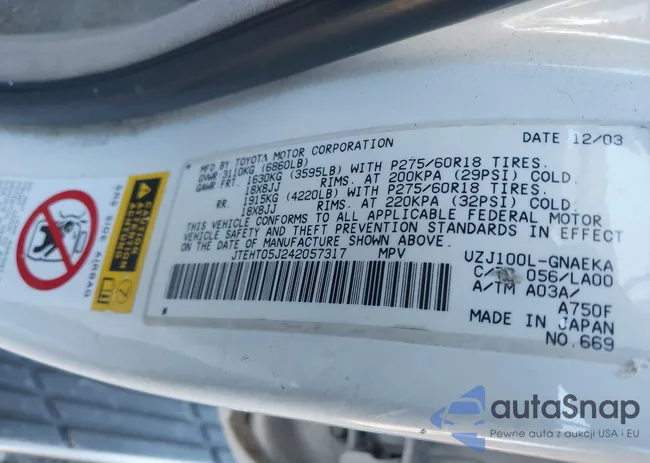 MFD BY TOYOTA MOTOR CORPORATION DATE 12/03
GVWR 3110KG (6860LB)
GAWR FRT. 1630KG (3595LB) WITH P275/60R18 TIRES.
18X8JJ RIMS. AT 200KPA (29PSI) COLD.
RR. 1915KG (4220LB) WITH P275/60R18 TIRES.
18X8JJ RIMS. AT 220KPA (32PSI) COLD.
THIS VEHICLE CONFORMS TO ALL APPLICABLE FEDERAL MOTOR
VEHICLE SAFETY AND THEFT PREVENTION STANDARDS IN EFFECT
ON THE DATE OF MANUFACTURE SHOWN ABOVE.
JTEHT05J242057317 MPV UZJ100L-GNAEKA
C/ 056/LA00
A/TM A03A/
A750F
MADE IN JAPAN
NO.669
SRS SIDE AIRBAG
CAUTION
autaSnap
Pewne auta z aukcji USA i EU